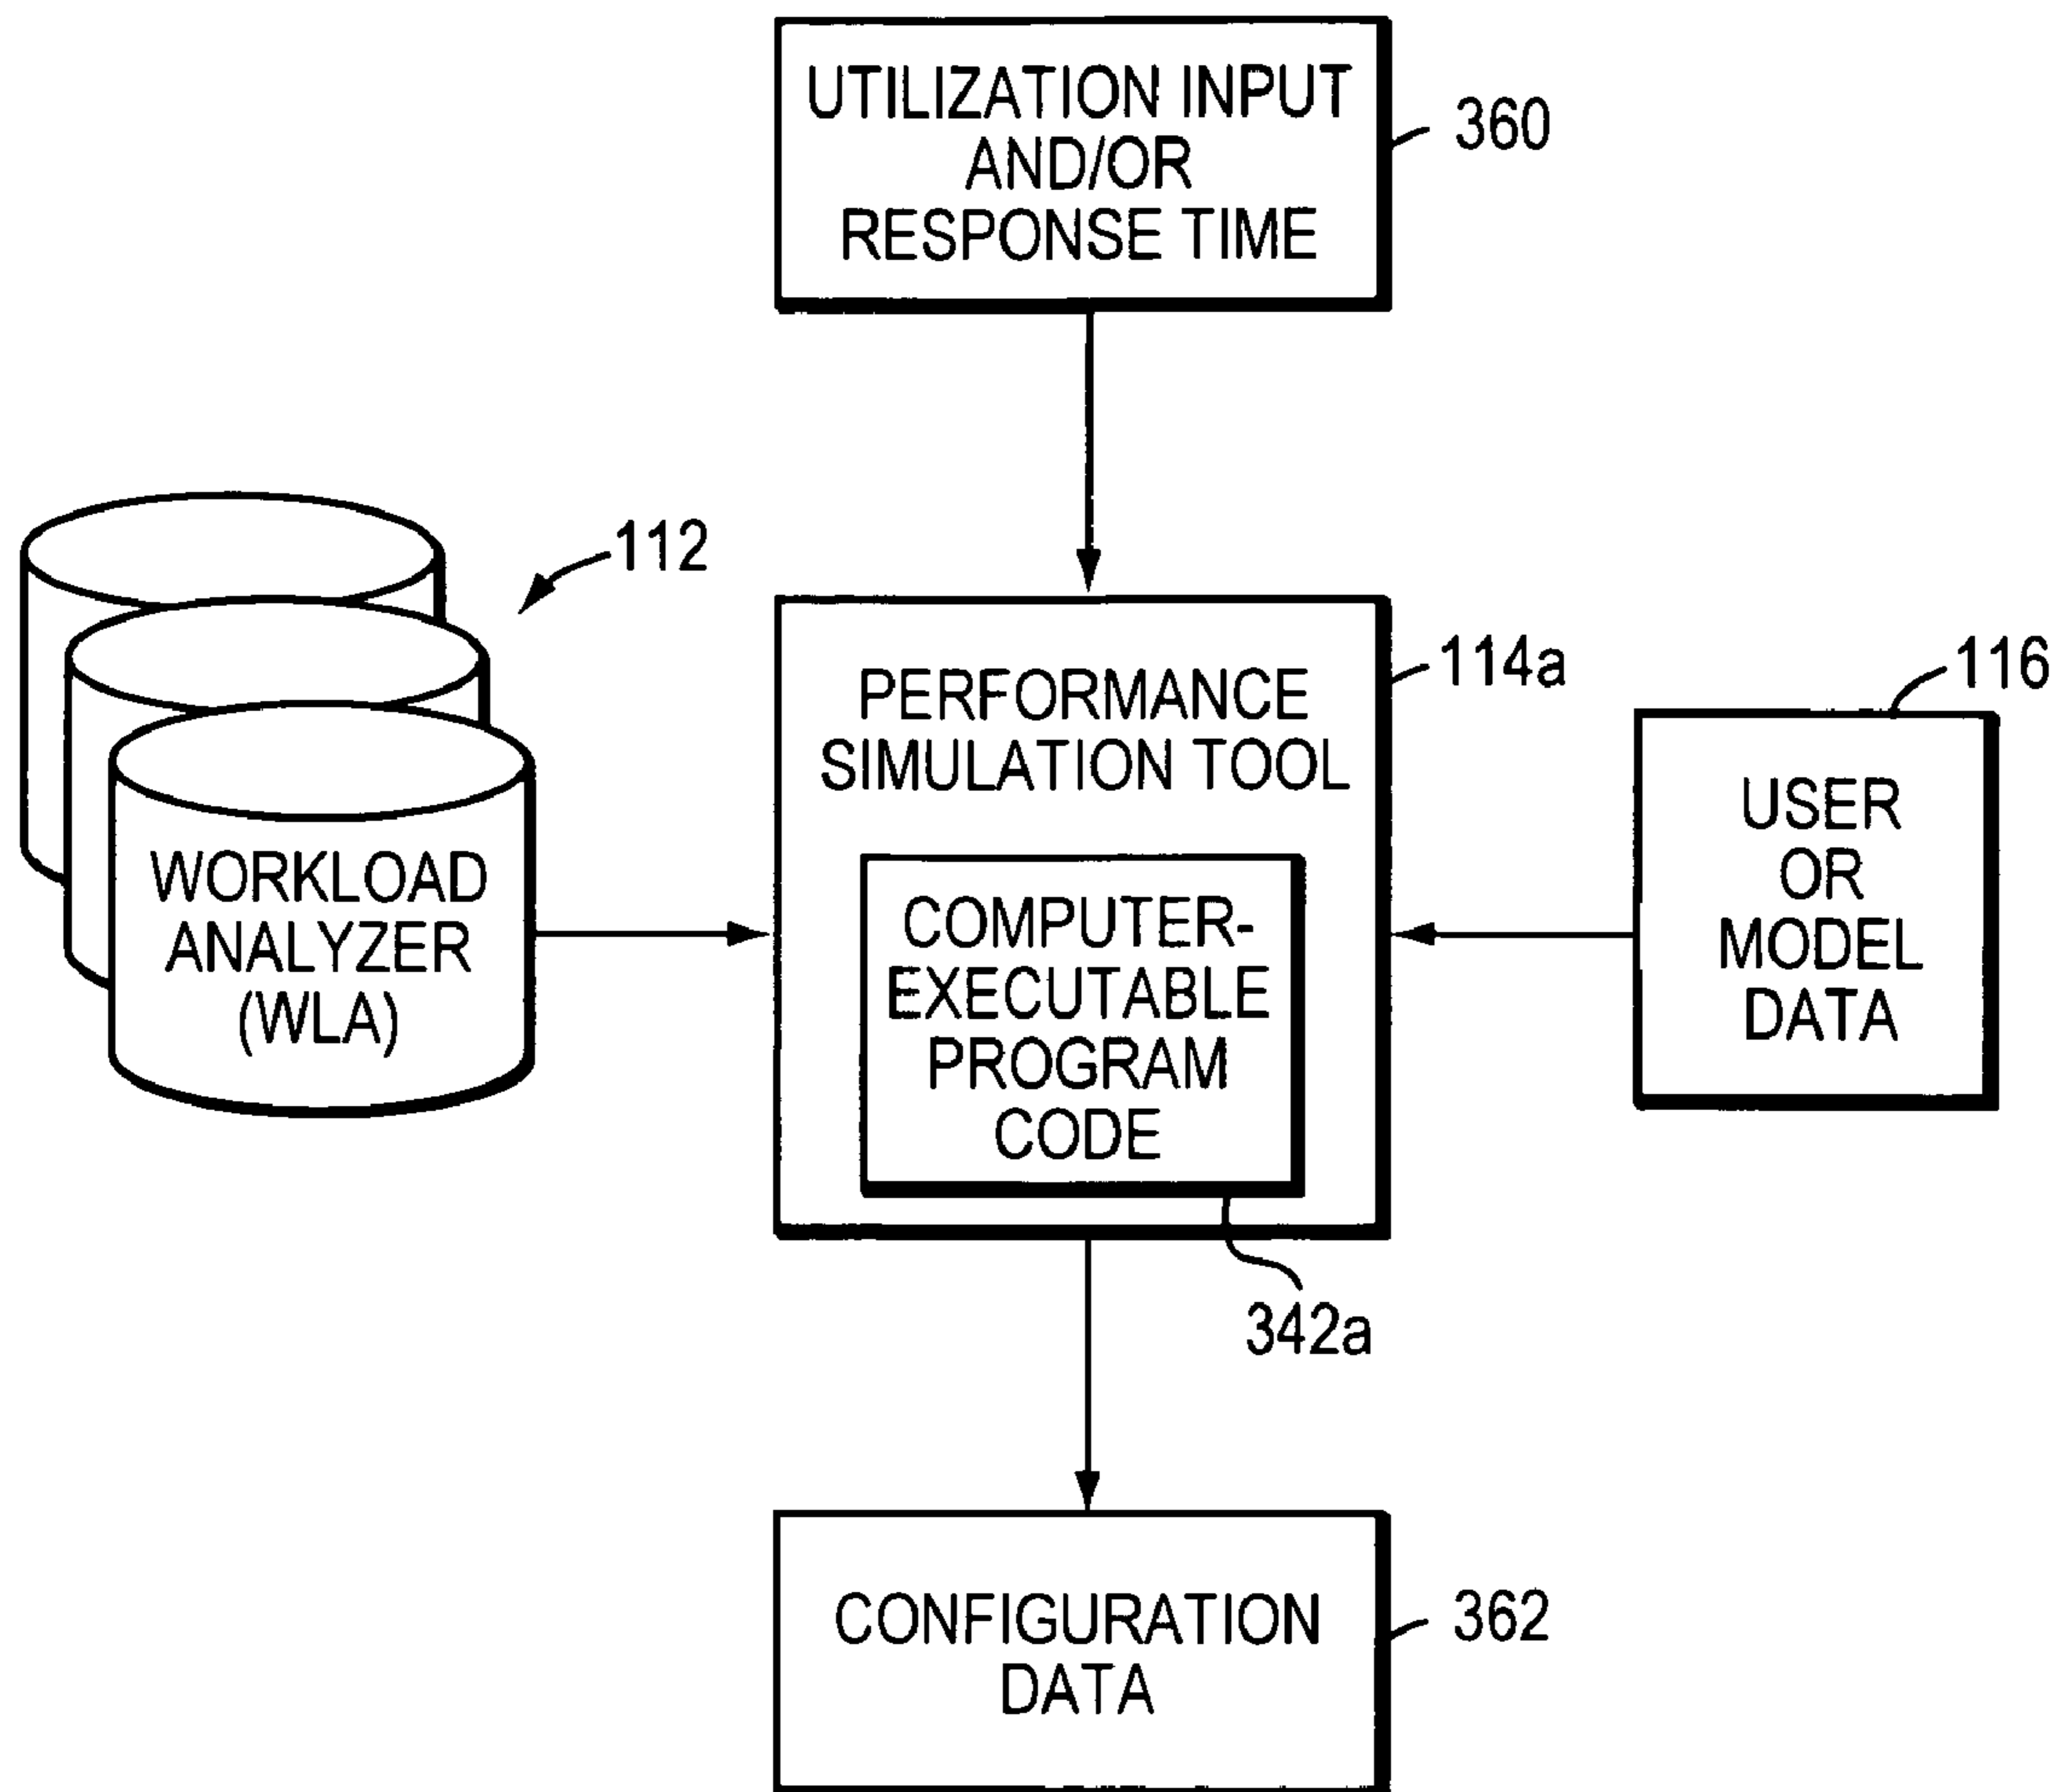 UTILIZATION INPUT
AND/OR
RESPONSE TIME
360
112
PERFORMANCE
SIMULATION TOOL
114a
116
WORKLOAD
ANALYZER
(WLA)
COMPUTER-
EXECUTABLE
PROGRAM
CODE
USER
OR
MODEL
DATA
342a
CONFIGURATION
DATA
362